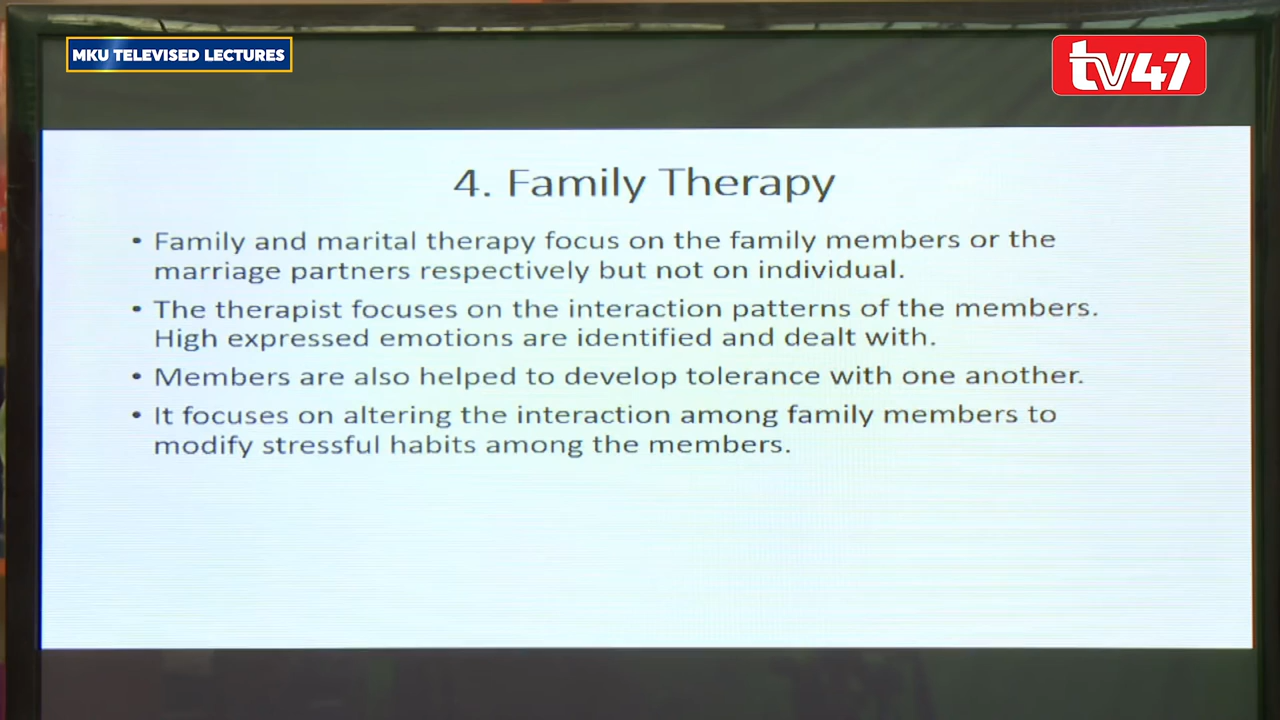 MKU TELEVISED LECTURES
tv47
4. Family Therapy
• Family and marital therapy focus on the family members or the
marriage partners respectively but not on individual.
• The therapist focuses on the interaction patterns of the members.
High expressed emotions are identified and dealt with.
• Members are also helped to develop tolerance with one another.
• It focuses on altering the interaction among family members to
modify stressful habits among the members.